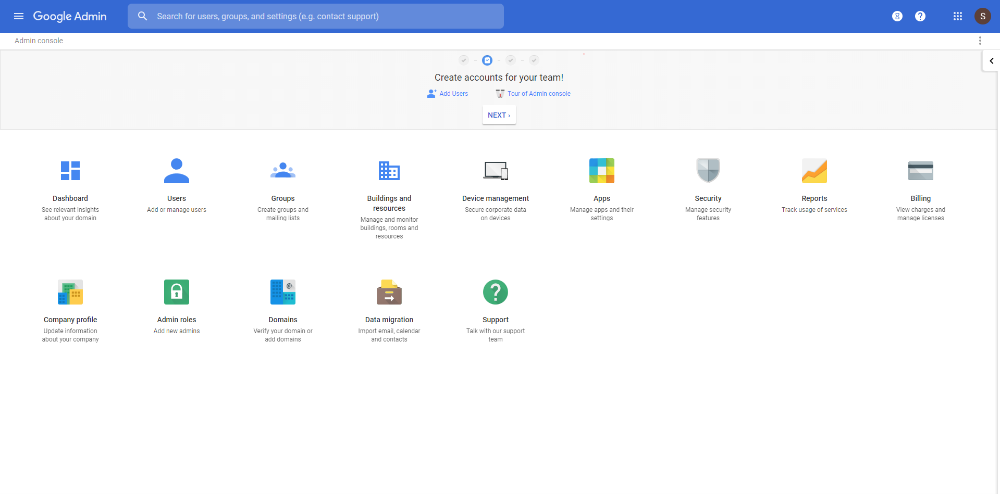 Google Admin
Search for users, groups, and settings (e.g. contact support)
S
Admin console
Create accounts for your team!
Add Users
Tour of Admin console
NEXT ›
Dashboard
See relevant insights
about your domain
Users
Add or manage users
Groups
Create groups and
mailing lists
Buildings and
resources
Manage and monitor
buildings, rooms and
resources
Device management
Secure corporate data
on devices
Apps
Manage apps and their
settings
Security
Manage security
features
Reports
Track usage of services
Billing
View charges and
manage licenses
Company profile
Update information
about your company
Admin roles
Add new admins
@
Domains
Verify your domain or
add domains
Data migration
Import email, calendar
and contacts
?
Support
Talk with our support
team